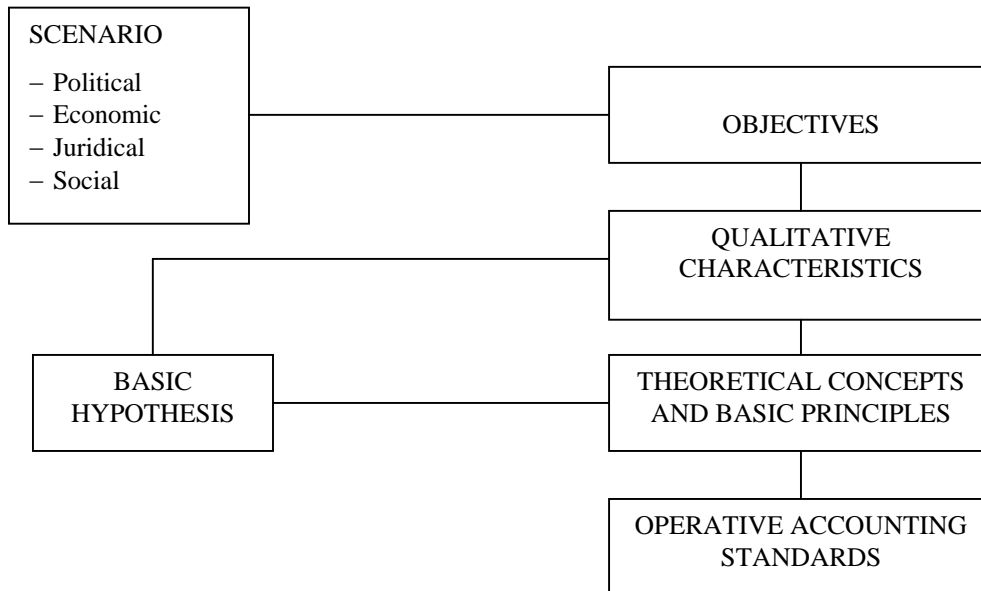 SCENARIO
– Political
– Economic
– Juridical
– Social
OBJECTIVES
QUALITATIVE
CHARACTERISTICS
BASIC
HYPOTHESIS
THEORETICAL CONCEPTS
AND BASIC PRINCIPLES
OPERATIVE ACCOUNTING
STANDARDS